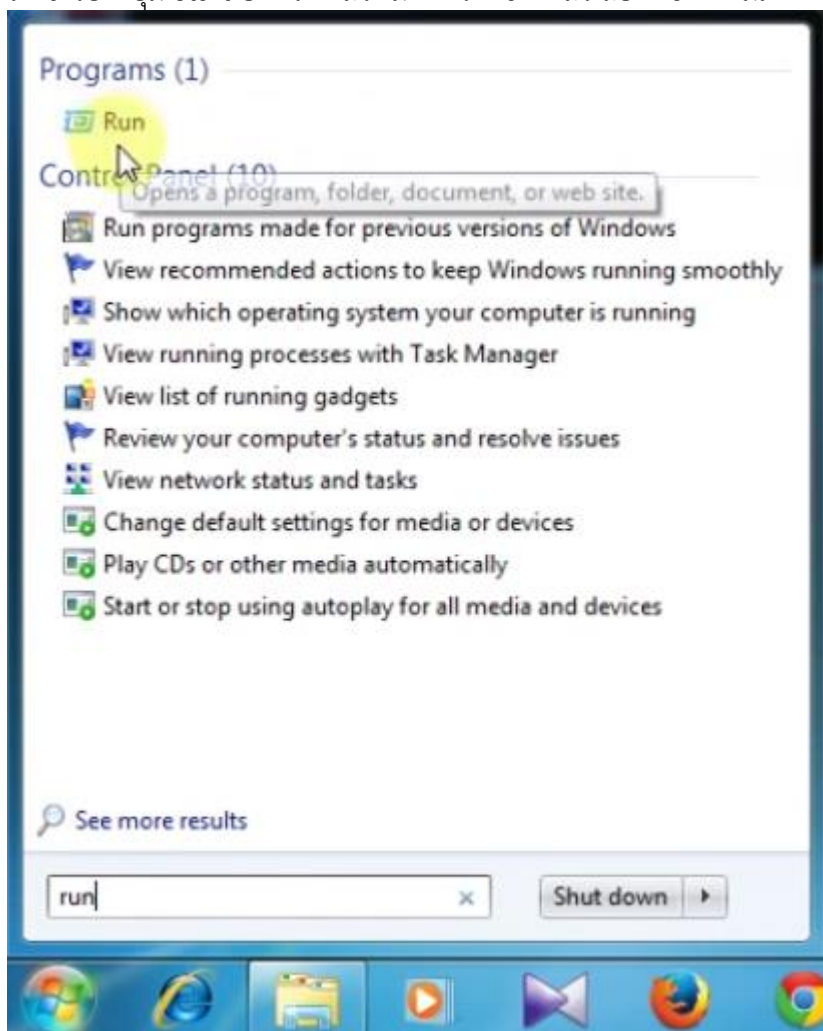 Programs (1)
Run
Control Panel (10)
Opens a program, folder, document, or web site.
Run programs made for previous versions of Windows
View recommended actions to keep Windows running smoothly
Show which operating system your computer is running
View running processes with Task Manager
View list of running gadgets
Review your computer's status and resolve issues
View network status and tasks
Change default settings for media or devices
Play CDs or other media automatically
Start or stop using autoplay for all media and devices
See more results
run
Shut down